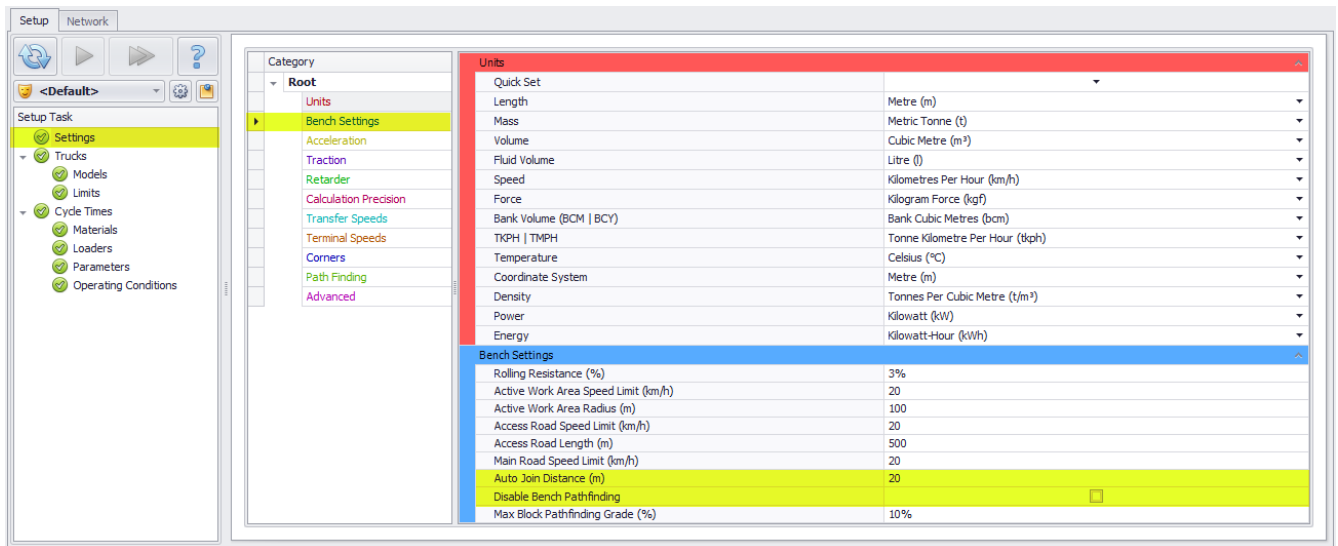 Setup Network
<Default>
Setup Task
Settings
Trucks
Models
Limits
Cycle Times
Materials
Loaders
Parameters
Operating Conditions
Category
Root
Units
Bench Settings
Acceleration
Traction
Retarder
Calculation Precision
Transfer Speeds
Terminal Speeds
Corners
Path Finding
Advanced
Units
Quick Set
Length Metre (m)
Mass Metric Tonne (t)
Volume Cubic Metre (m³)
Fluid Volume Litre (l)
Speed Kilometres Per Hour (km/h)
Force Kilogram Force (kgf)
Bank Volume (BCM | BCY) Bank Cubic Metres (bcm)
TKPH | TMPH Tonne Kilometre Per Hour (tkph)
Temperature Celsius (°C)
Coordinate System Metre (m)
Density Tonnes Per Cubic Metre (t/m³)
Power Kilowatt (kW)
Energy Kilowatt-Hour (kWh)
Bench Settings
Rolling Resistance (%) 3%
Active Work Area Speed Limit (km/h) 20
Active Work Area Radius (m) 100
Access Road Speed Limit (km/h) 20
Access Road Length (m) 500
Main Road Speed Limit (km/h) 20
Auto Join Distance (m) 20
Disable Bench Pathfinding
Max Block Pathfinding Grade (%) 10%